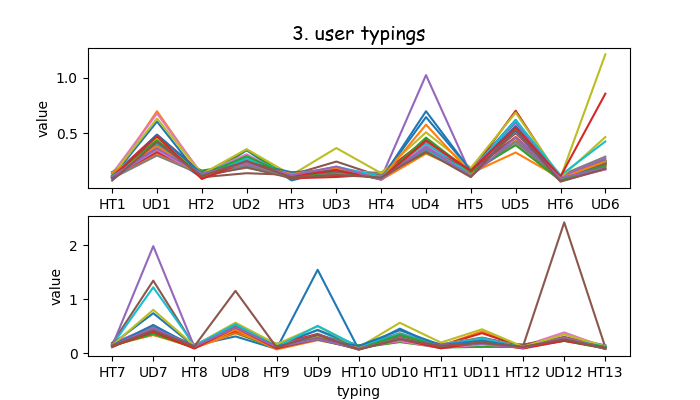 3. user typings
value
1.0
0.5
HT1 UD1 HT2 UD2 HT3 UD3 HT4 UD4 HT5 UD5 HT6 UD6
value
2
1
0
HT7 UD7 HT8 UD8 HT9 UD9 HT10 UD10 HT11 UD11 HT12 UD12 HT13
typing